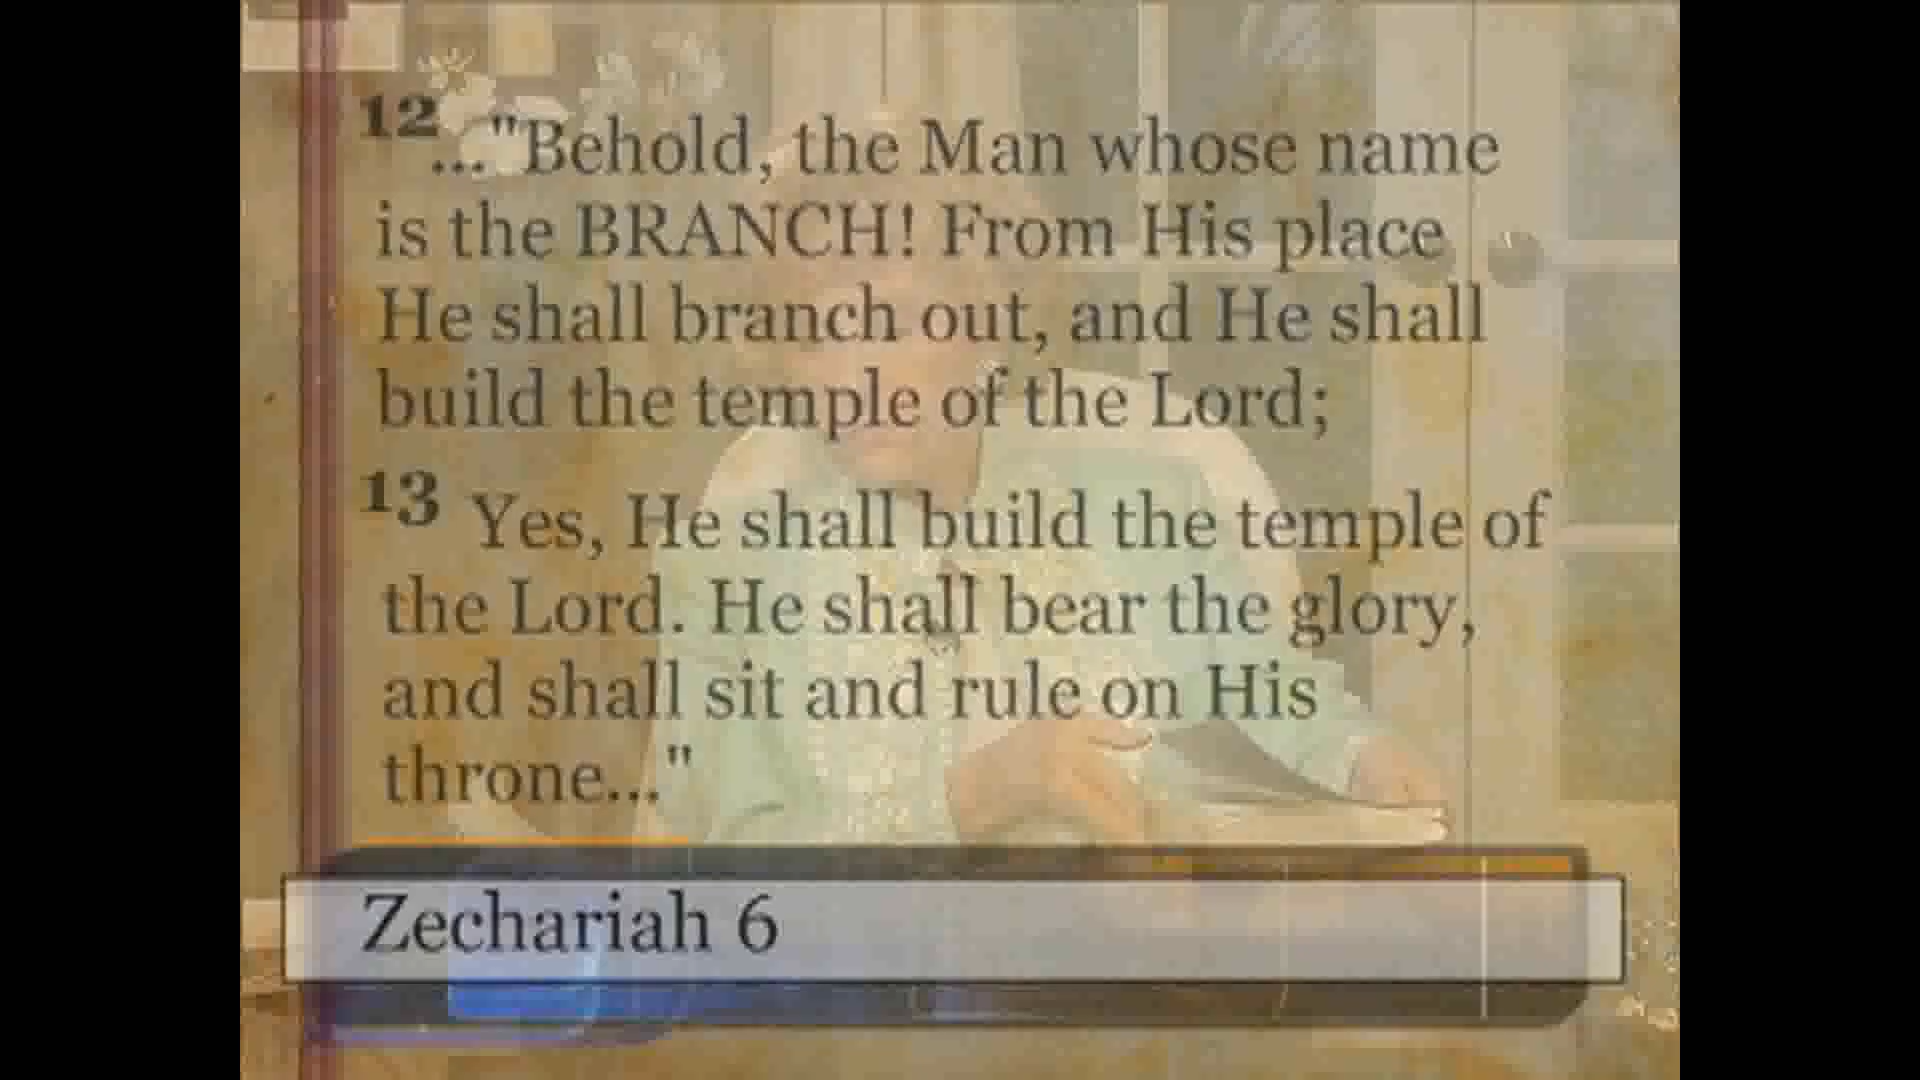 12 ..."Behold, the Man whose name
is the BRANCH! From His place
He shall branch out, and He shall
build the temple of the Lord;
13 Yes, He shall build the temple of
the Lord. He shall bear the glory,
and shall sit and rule on His
throne..."
Zechariah 6